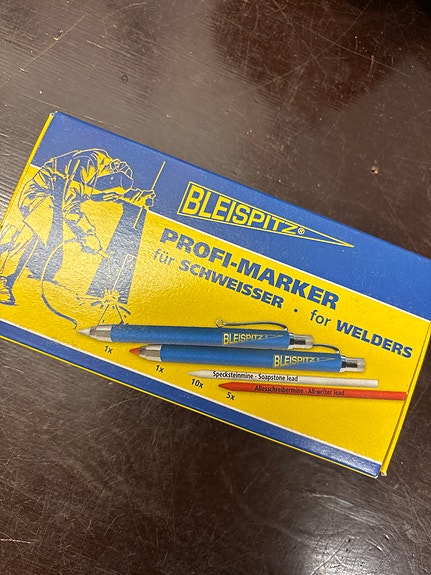 BLEISPITZ®
PROFI-MARKER
für SCHWEISSER · for WELDERS
BLEISPITZ
1x
BLEISPITZ
1x
Specksteinmine - Soapstone lead
10x
Allesschreibermine - All-writer lead
5x